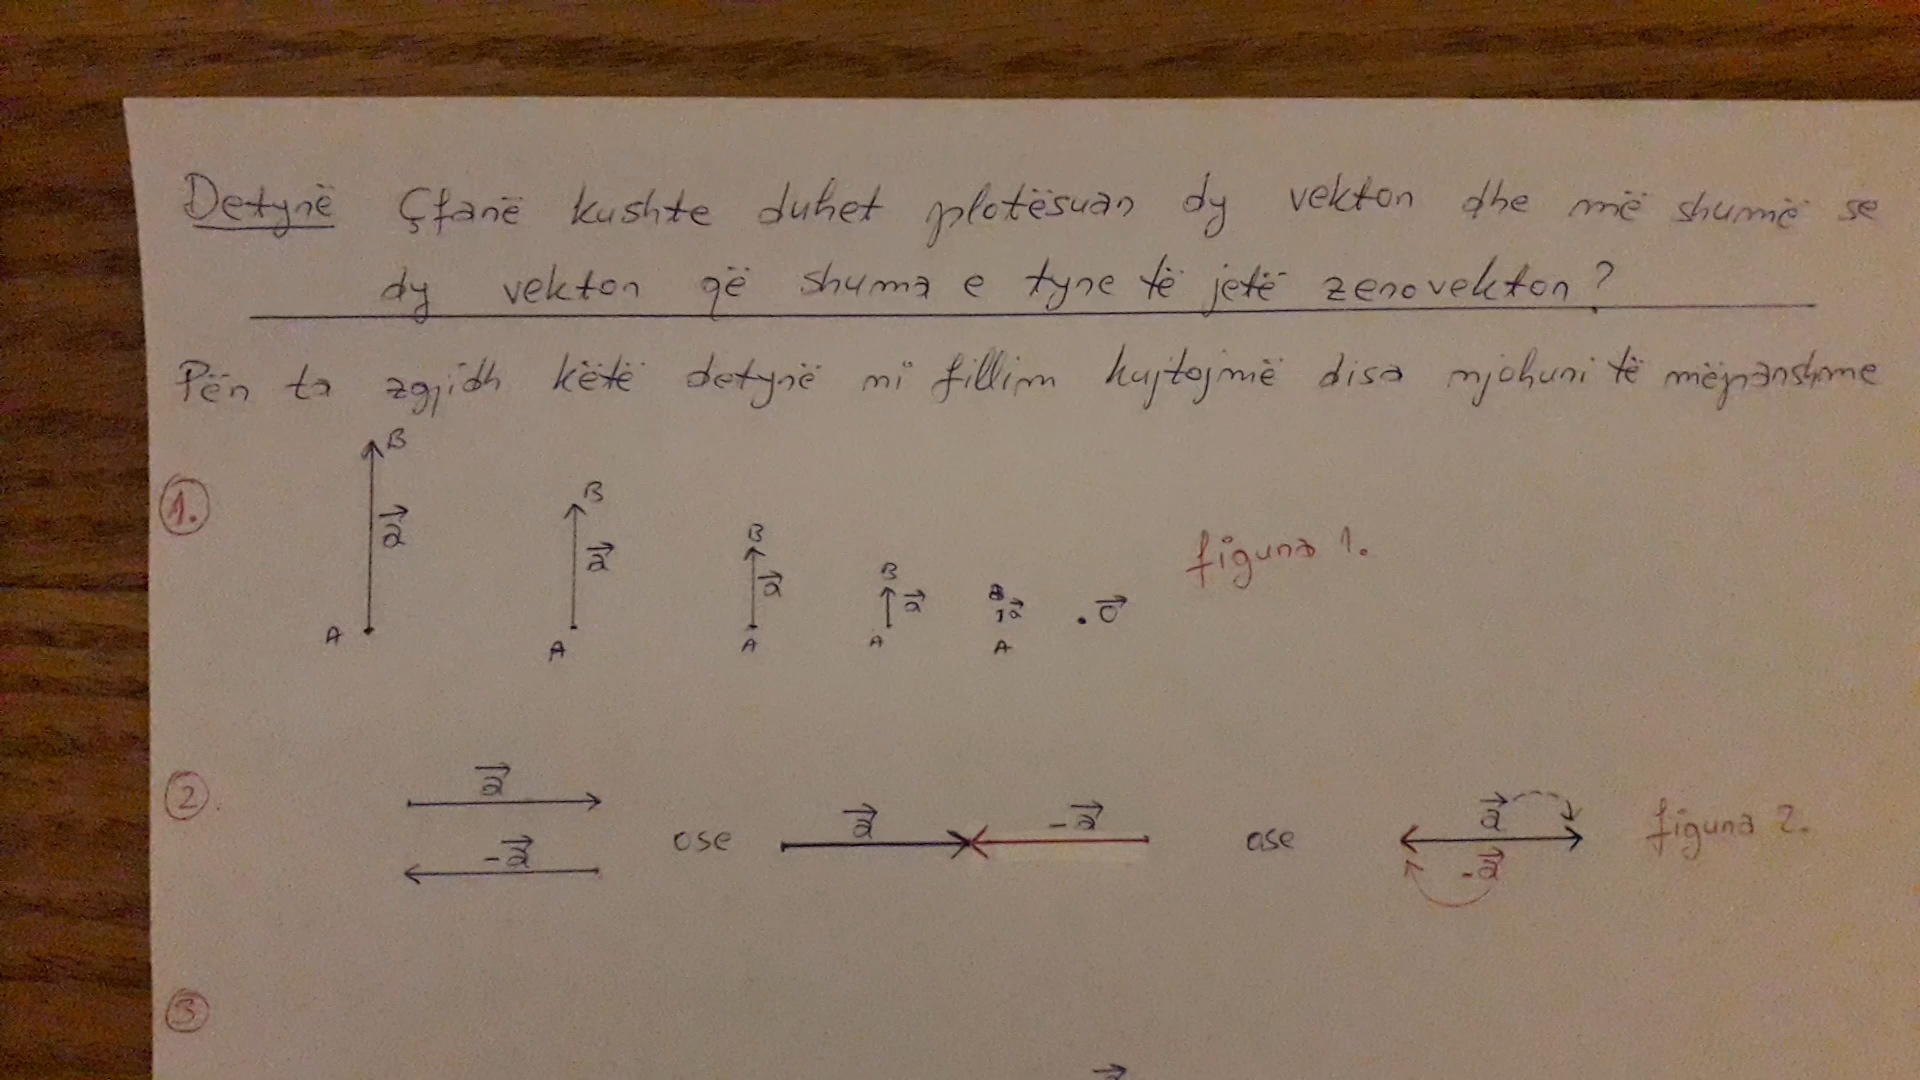 Detyrë Çfarë kushte duhet plotësuar dy vektor dhe më shumë se
dy vektor që shuma e tyre të jetë zerovektor?
Për ta zgjidh këtë detyrë në fillim kujtojmë disa njohuri të mëparshme
1. B a⃗ A B a⃗ A B a⃗ A B a⃗ A B a⃗ A . o⃗ figura 1.
2. a⃗ -a⃗ ose a⃗ -a⃗ ose a⃗ -a⃗ figura 2.
3